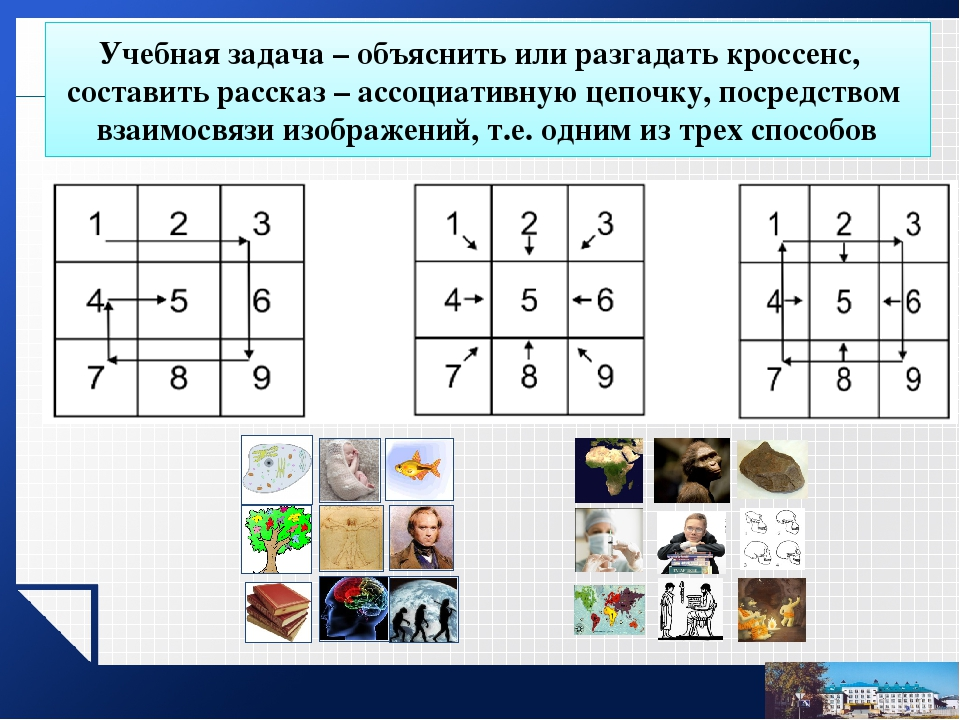 Учебная задача – объяснить или разгадать кроссенс,
составить рассказ – ассоциативную цепочку, посредством
взаимосвязи изображений, т.е. одним из трех способов
1 2 3
4 5 6
7 8 9
1 2 3
4 5 6
7 8 9
1 2 3
4 5 6
7 8 9